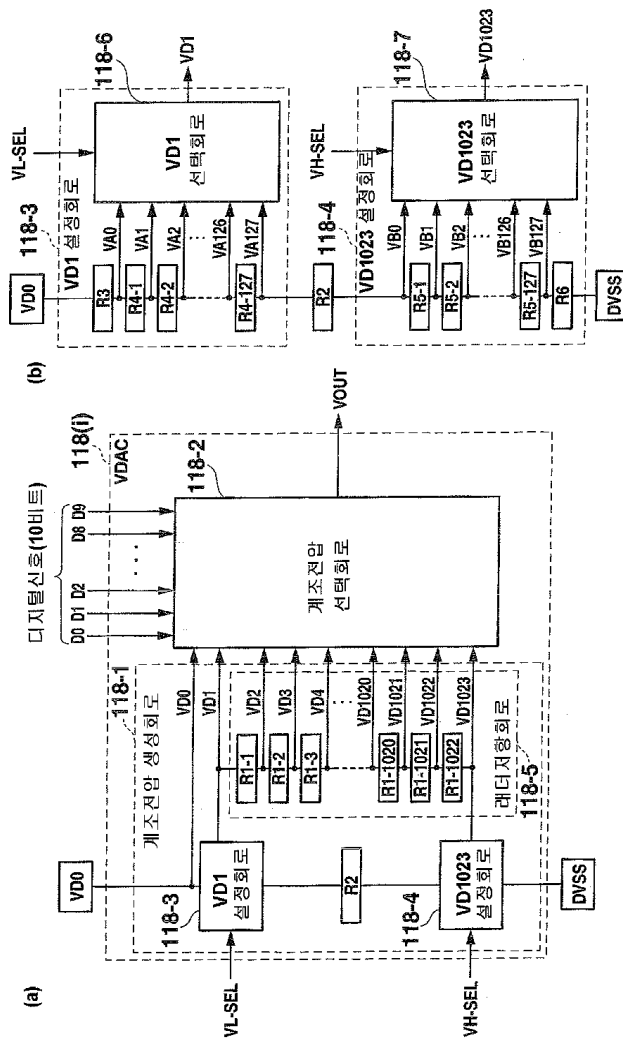 (a)
VD0
VL-SEL
VH-SEL
118-3
VD1
설정회로
R2
118-4
VD1023
설정회로
DVSS
118-1
계조전압 생성회로
VD0
VD1
VD2
VD3
VD4
VD1020
VD1021
VD1022
VD1023
R1-1
R1-2
R1-3
R1-1020
R1-1021
R1-1022
래더저항회로
118-5
디지털신호(10비트)
D0
D1
D2
D8
D9
118(i)
VDAC
118-2
계조전압
선택회로
VOUT
(b)
VD0
118-3
VD1 설정회로
VL-SEL
R3
R4-1
R4-2
R4-127
VA0
VA1
VA2
VA126
VA127
118-6
VD1
선택회로
VD1
R2
118-4
VD1023 설정회로
VH-SEL
R5-1
R5-2
R5-127
R6
VB0
VB1
VB2
VB126
VB127
118-7
VD1023
선택회로
VD1023
DVSS